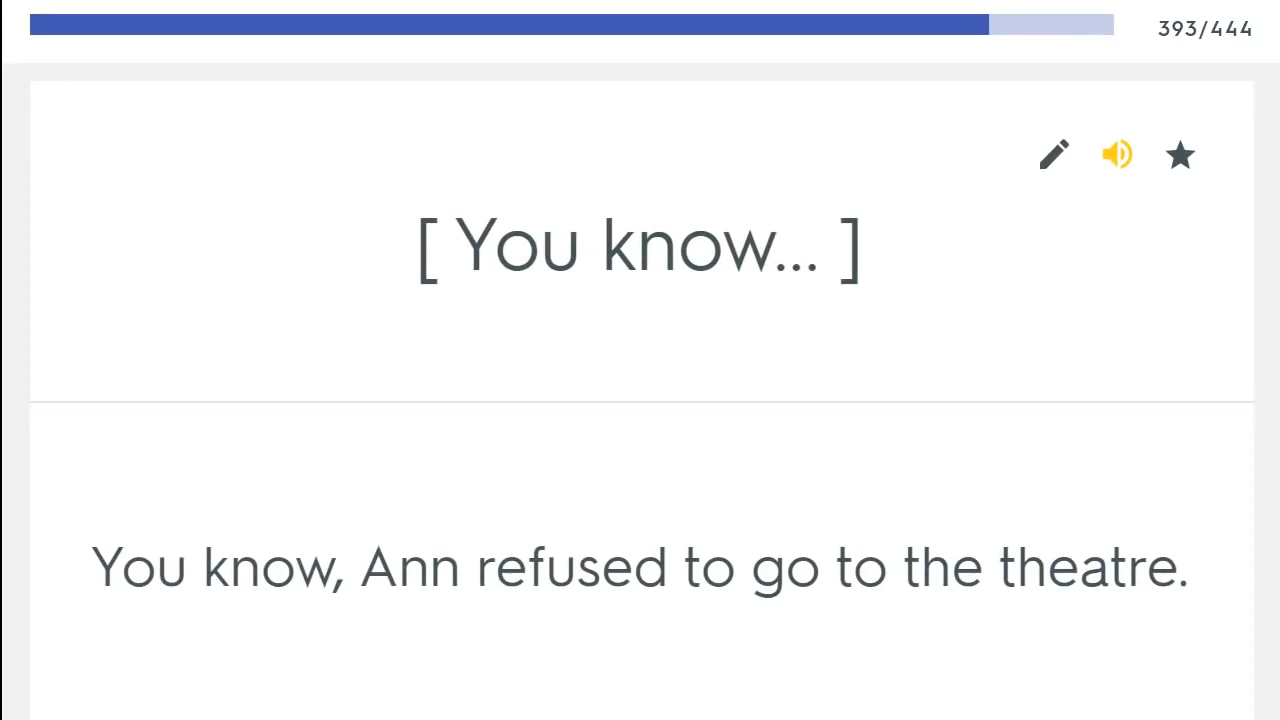 393/444
[ You know... ]
You know, Ann refused to go to the theatre.